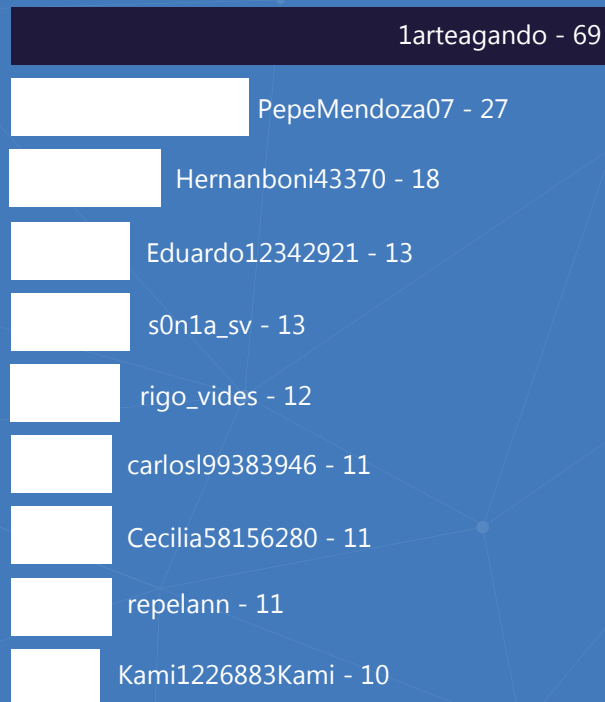 1arteagando - 69
PepeMendoza07 - 27
Hernanboni43370 - 18
Eduardo12342921 - 13
s0n1a_sv - 13
rigo_vides - 12
carlosl99383946 - 11
Cecilia58156280 - 11
repelann - 11
Kami1226883Kami - 10